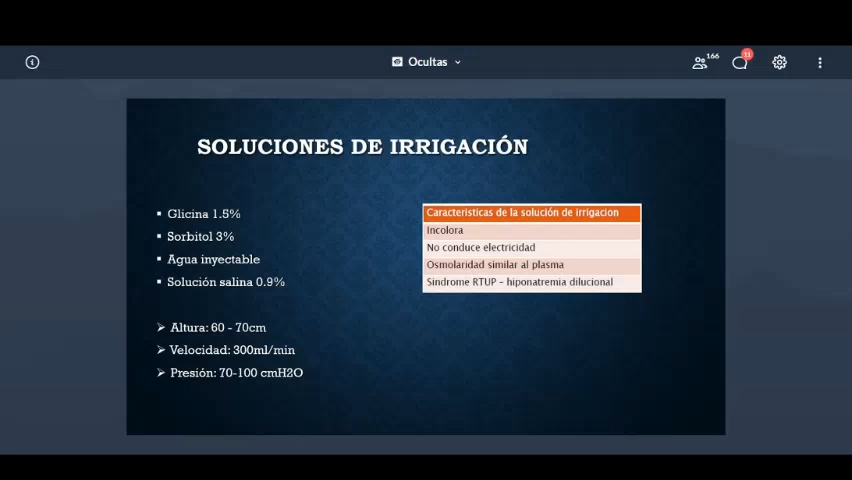 Ocultas
166
11
SOLUCIONES DE IRRIGACIÓN
Glicina 1.5%
Sorbitol 3%
Agua inyectable
Solución salina 0.9%
Altura: 60 - 70cm
Velocidad: 300ml/min
Presión: 70-100 cmH2O
Caracteristicas de la solución de irrigacion
Incolora
No conduce electricidad
Osmolaridad similar al plasma
Sindrome RTUP - hiponatremia dilucional